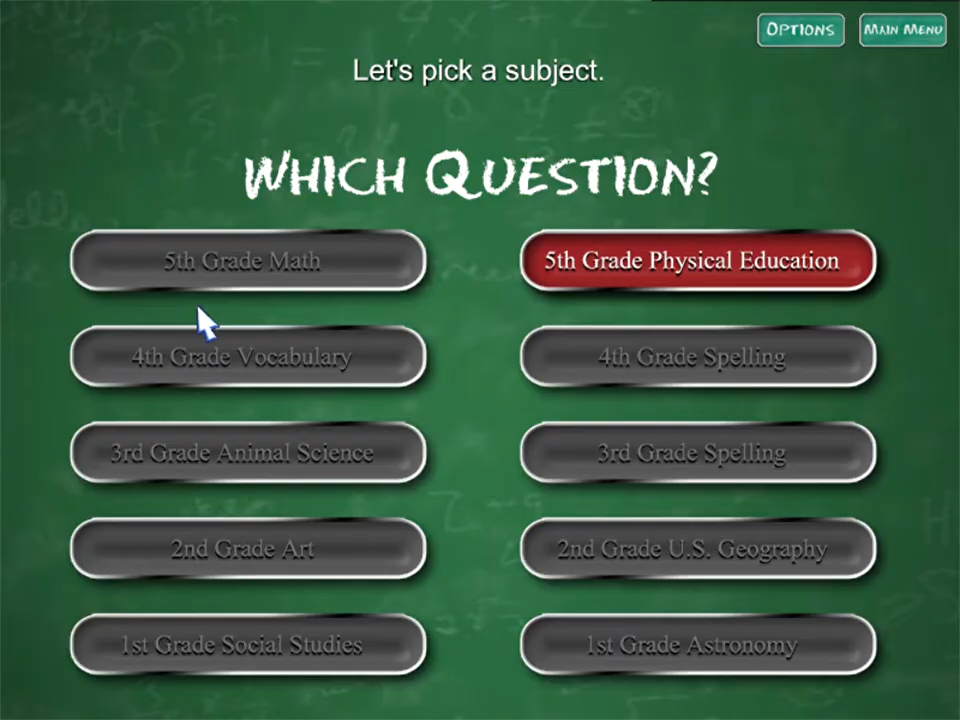 Options
Main Menu
Let's pick a subject.
Which Question?
5th Grade Math
5th Grade Physical Education
4th Grade Vocabulary
4th Grade Spelling
3rd Grade Animal Science
3rd Grade Spelling
2nd Grade Art
2nd Grade U.S. Geography
1st Grade Social Studies
1st Grade Astronomy